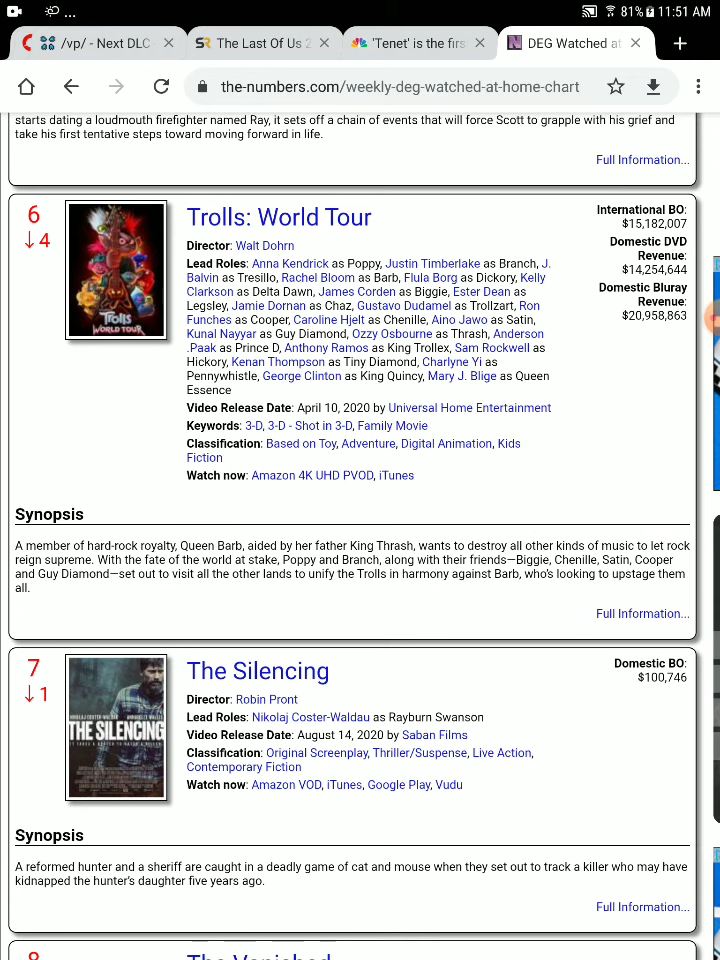 81% 11:51 AM
/vp/ - Next DLC
The Last Of Us 2
'Tenet' is the firs
DEG Watched at
the-numbers.com/weekly-deg-watched-at-home-chart
starts dating a loudmouth firefighter named Ray, it sets off a chain of events that will force Scott to grapple with his grief and
take his first tentative steps toward moving forward in life.
Full Information...
6
↓4
Trolls
WORLD TOUR
Trolls: World Tour
Director: Walt Dohrn
Lead Roles: Anna Kendrick as Poppy, Justin Timberlake as Branch, J.
Balvin as Tresillo, Rachel Bloom as Barb, Flula Borg as Dickory, Kelly
Clarkson as Delta Dawn, James Corden as Biggie, Ester Dean as
Legsley, Jamie Dornan as Chaz, Gustavo Dudamel as Trollzart, Ron
Funches as Cooper, Caroline Hjelt as Chenille, Aino Jawo as Satin,
Kunal Nayyar as Guy Diamond, Ozzy Osbourne as Thrash, Anderson
.Paak as Prince D, Anthony Ramos as King Trollex, Sam Rockwell as
Hickory, Kenan Thompson as Tiny Diamond, Charlyne Yi as
Pennywhistle, George Clinton as King Quincy, Mary J. Blige as Queen
Essence
Video Release Date: April 10, 2020 by Universal Home Entertainment
Keywords: 3-D, 3-D - Shot in 3-D, Family Movie
Classification: Based on Toy, Adventure, Digital Animation, Kids
Fiction
Watch now: Amazon 4K UHD PVOD, iTunes
International BO:
$15,182,007
Domestic DVD
Revenue:
$14,254,644
Domestic Bluray
Revenue:
$20,958,863
Synopsis
A member of hard-rock royalty, Queen Barb, aided by her father King Thrash, wants to destroy all other kinds of music to let rock
reign supreme. With the fate of the world at stake, Poppy and Branch, along with their friends—Biggie, Chenille, Satin, Cooper
and Guy Diamond—set out to visit all the other lands to unify the Trolls in harmony against Barb, who's looking to upstage them
all.
Full Information...
7
↓1
NIKOLAJ COSTER-WALDAU ANNABELLE WALLIS
THE SILENCING
IT TAKES A HUNTER TO CATCH A KILLER
The Silencing
Director: Robin Pront
Lead Roles: Nikolaj Coster-Waldau as Rayburn Swanson
Video Release Date: August 14, 2020 by Saban Films
Classification: Original Screenplay, Thriller/Suspense, Live Action,
Contemporary Fiction
Watch now: Amazon VOD, iTunes, Google Play, Vudu
Domestic BO:
$100,746
Synopsis
A reformed hunter and a sheriff are caught in a deadly game of cat and mouse when they set out to track a killer who may have
kidnapped the hunter's daughter five years ago.
Full Information...
8
The Vanished